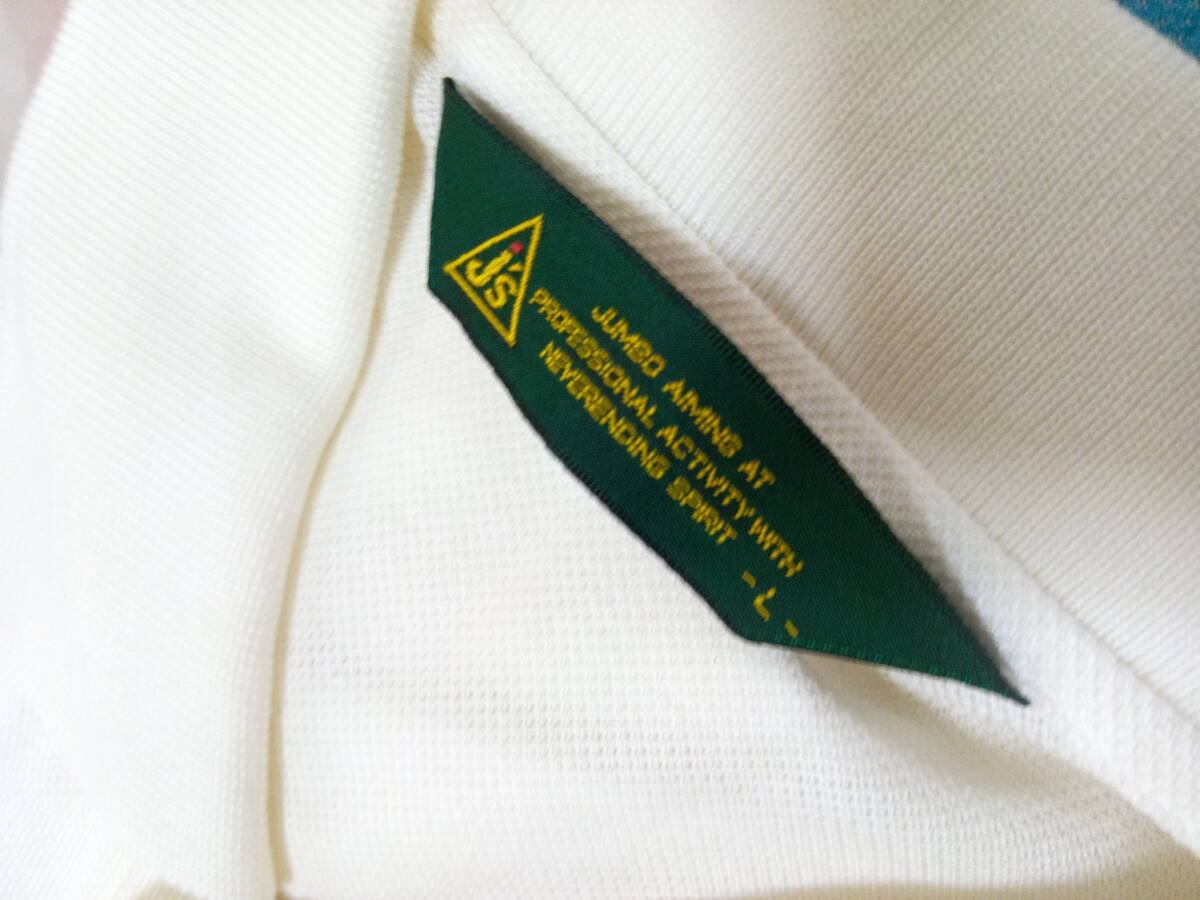 j's
JUMBO AIMING AT
PROFESSIONAL ACTIVITY WITH
NEVERENDING SPIRIT
- L -